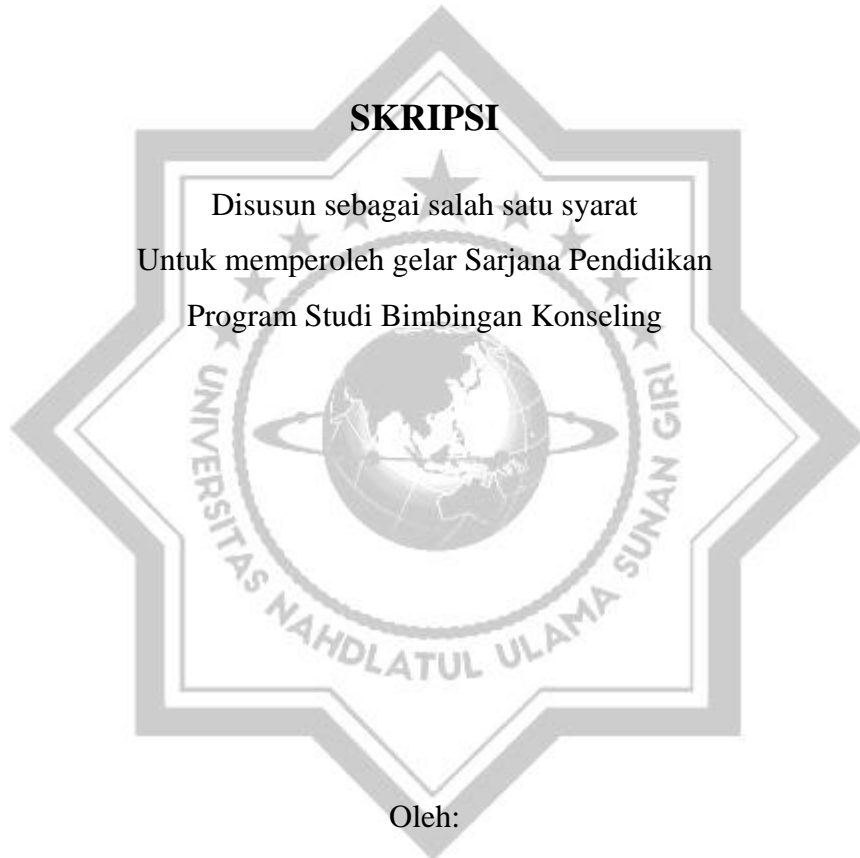 SKRIPSI
Disusun sebagai salah satu syarat
Untuk memperoleh gelar Sarjana Pendidikan
Program Studi Bimbingan Konseling
UNIVERSITAS NAHDLATUL ULAMA SUNAN GIRI
Oleh: